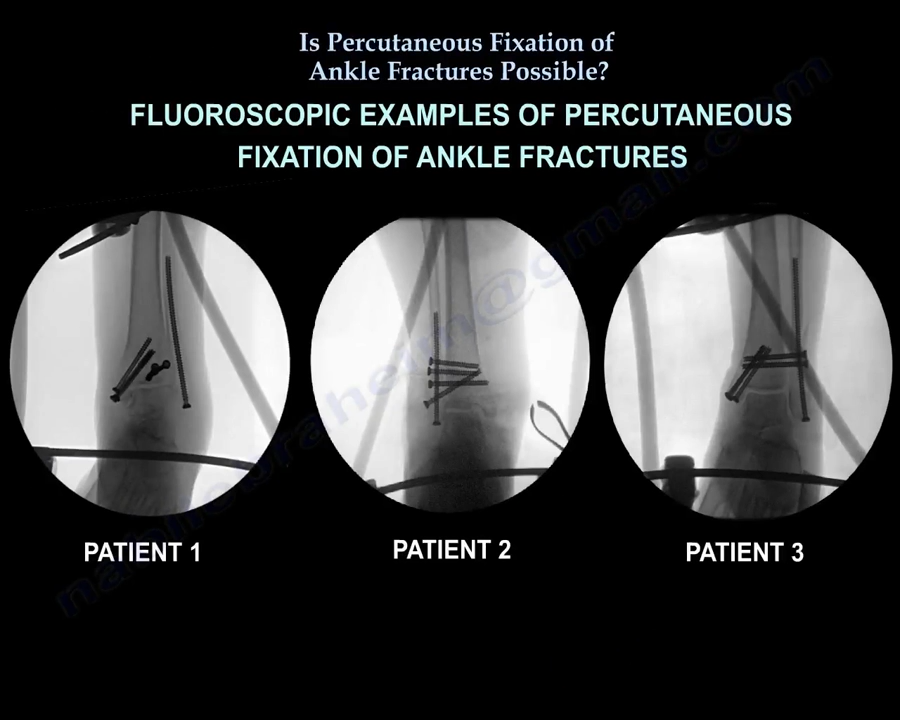 Is Percutaneous Fixation of
Ankle Fractures Possible?
FLUOROSCOPIC EXAMPLES OF PERCUTANEOUS
FIXATION OF ANKLE FRACTURES
PATIENT 1
PATIENT 2
PATIENT 3